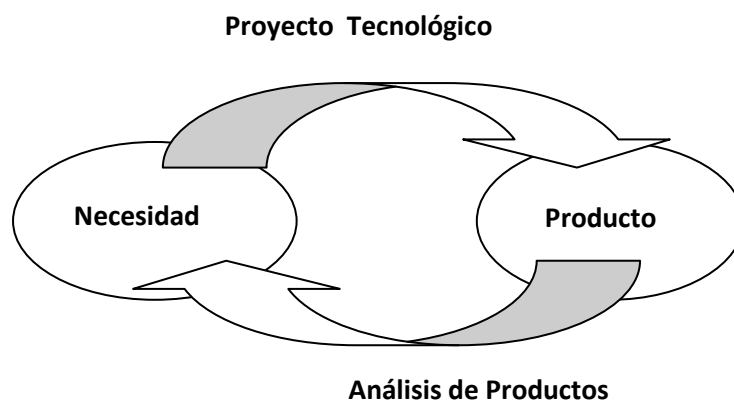 Proyecto Tecnológico
Necesidad
Producto
Análisis de Productos